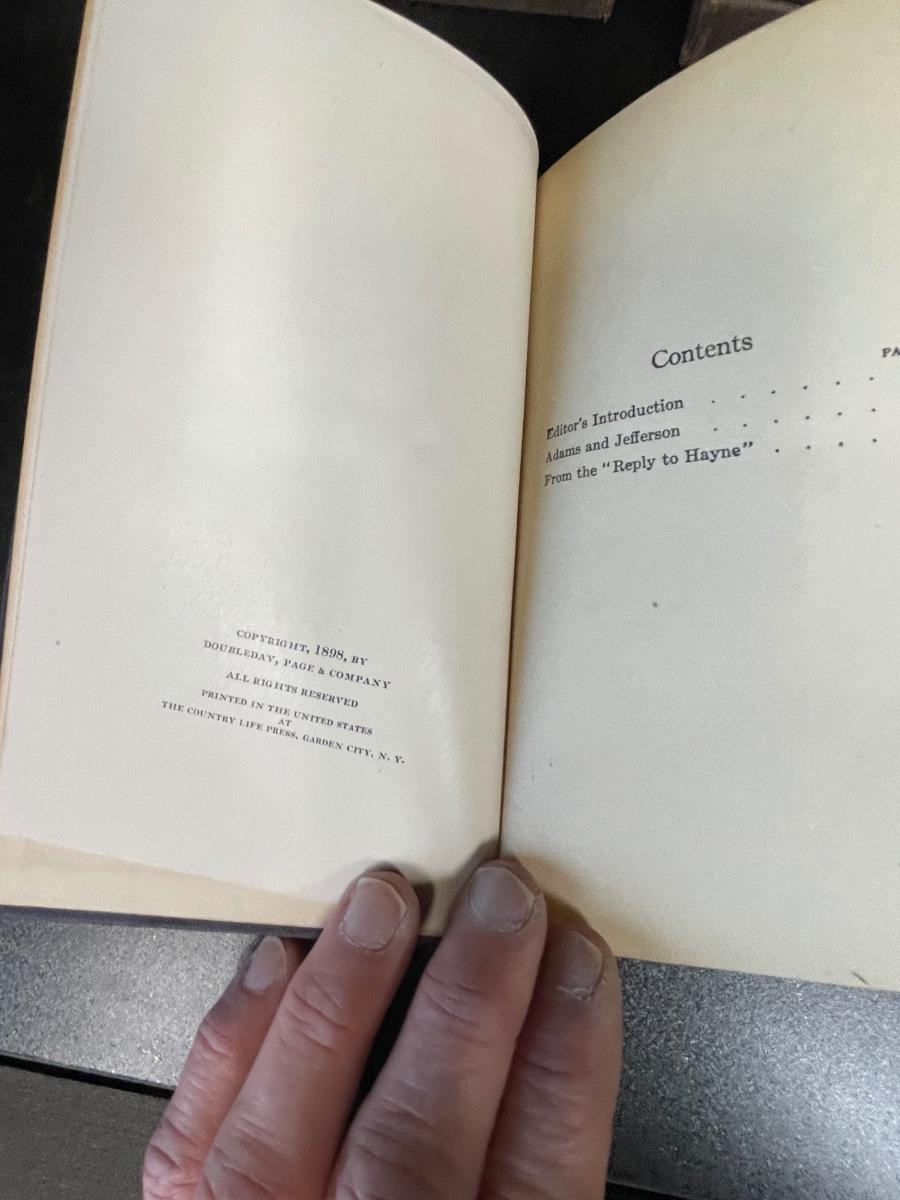 COPYRIGHT, 1898, BY
DOUBLEDAY, PAGE & COMPANY
ALL RIGHTS RESERVED
PRINTED IN THE UNITED STATES
AT
THE COUNTRY LIFE PRESS, GARDEN CITY, N. Y.
Contents
PA
Editor's Introduction . . . . . .
Adams and Jefferson . . . . . .
From the "Reply to Hayne" . . . .